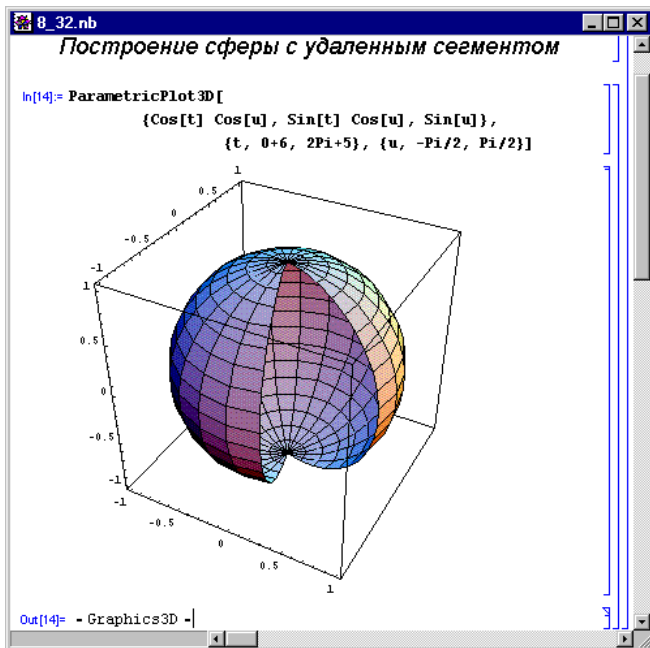 8_32.nb
Построение сферы с удаленным сегментом
In[14]:= ParametricPlot3D[
{Cos[t] Cos[u], Sin[t] Cos[u], Sin[u]},
{t, 0+6, 2Pi+5}, {u, -Pi/2, Pi/2}]
1
0.5
0
-0.5
-1
1
0.5
0
-0.5
-1
-1
-0.5
0
0.5
1
Out[14]= - Graphics3D -